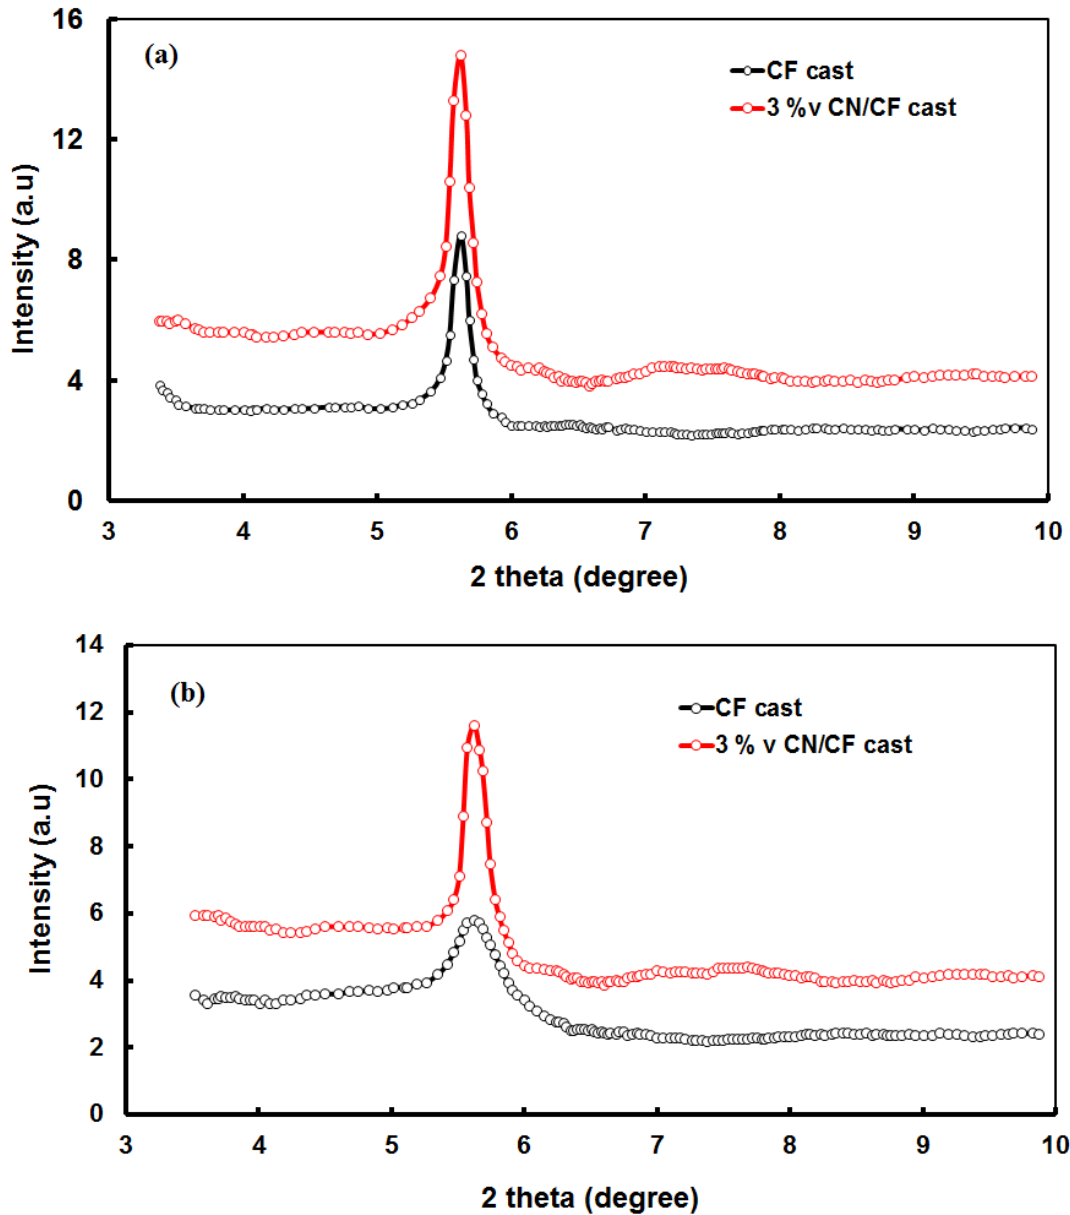 16
(a)
CF cast
3 %v CN/CF cast
12
8
4
0
Intensity (a.u)
3 4 5 6 7 8 9 10
2 theta (degree)
14
(b)
CF cast
3 % v CN/CF cast
12
10
8
6
4
2
0
Intensity (a.u)
3 4 5 6 7 8 9 10
2 theta (degree)